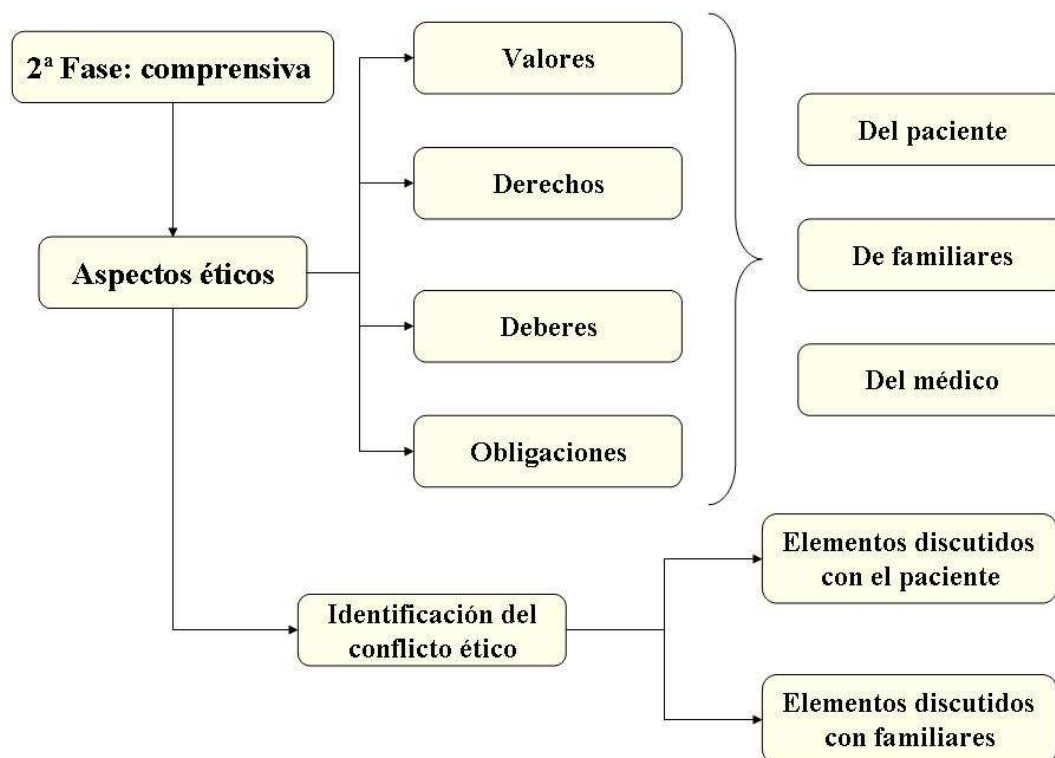 2ª Fase: comprensiva
Aspectos éticos
Valores
Derechos
Deberes
Obligaciones
Del paciente
De familiares
Del médico
Identificación del
conflicto ético
Elementos discutidos
con el paciente
Elementos discutidos
con familiares